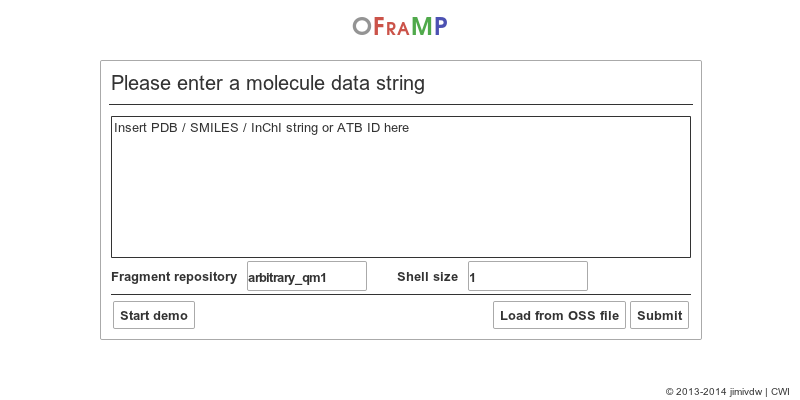 OFRAMP
Please enter a molecule data string
Insert PDB / SMILES / InChI string or ATB ID here
Fragment repository arbitrary_qm1 Shell size 1
Start demo Load from OSS file Submit
© 2013-2014 jimivdw | CWI